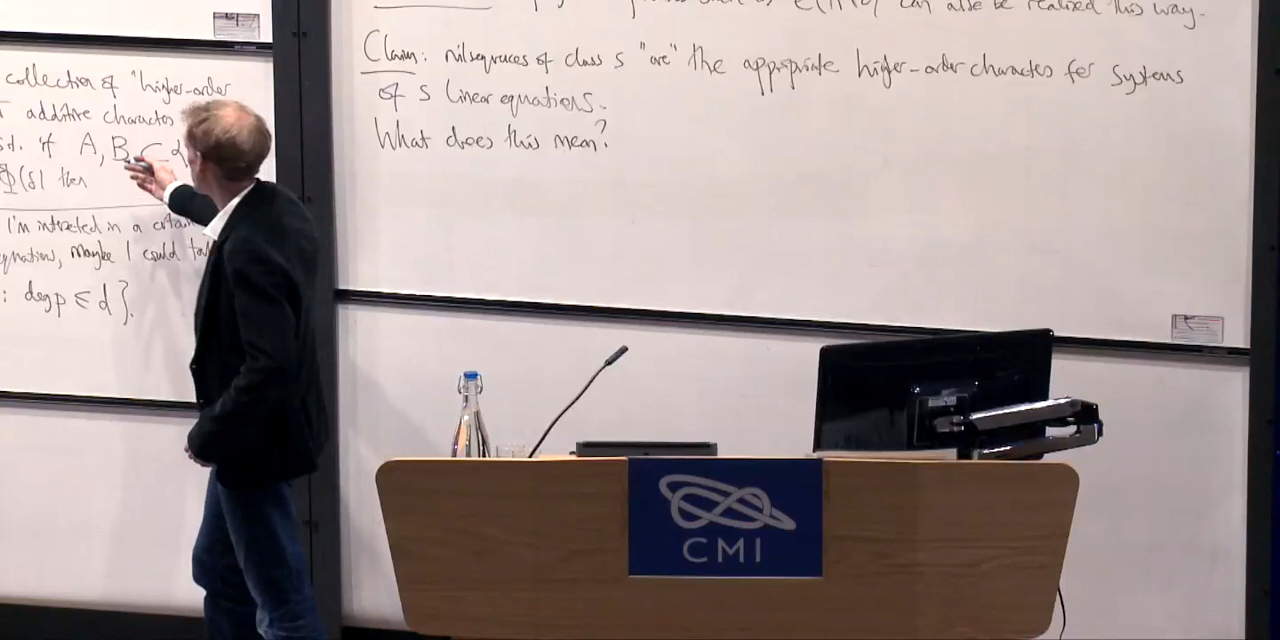 collection of "higher-order
additive characters
s.t. if A, B ⊂
Φ(s) then
I'm interested in a certain
equation, maybe I could take
: deg p ≤ d}.
can also be realized this way.
Claim: nilsequences of class s "are" the appropriate higher-order characters for systems
of s linear equations.
What does this mean?
CMI